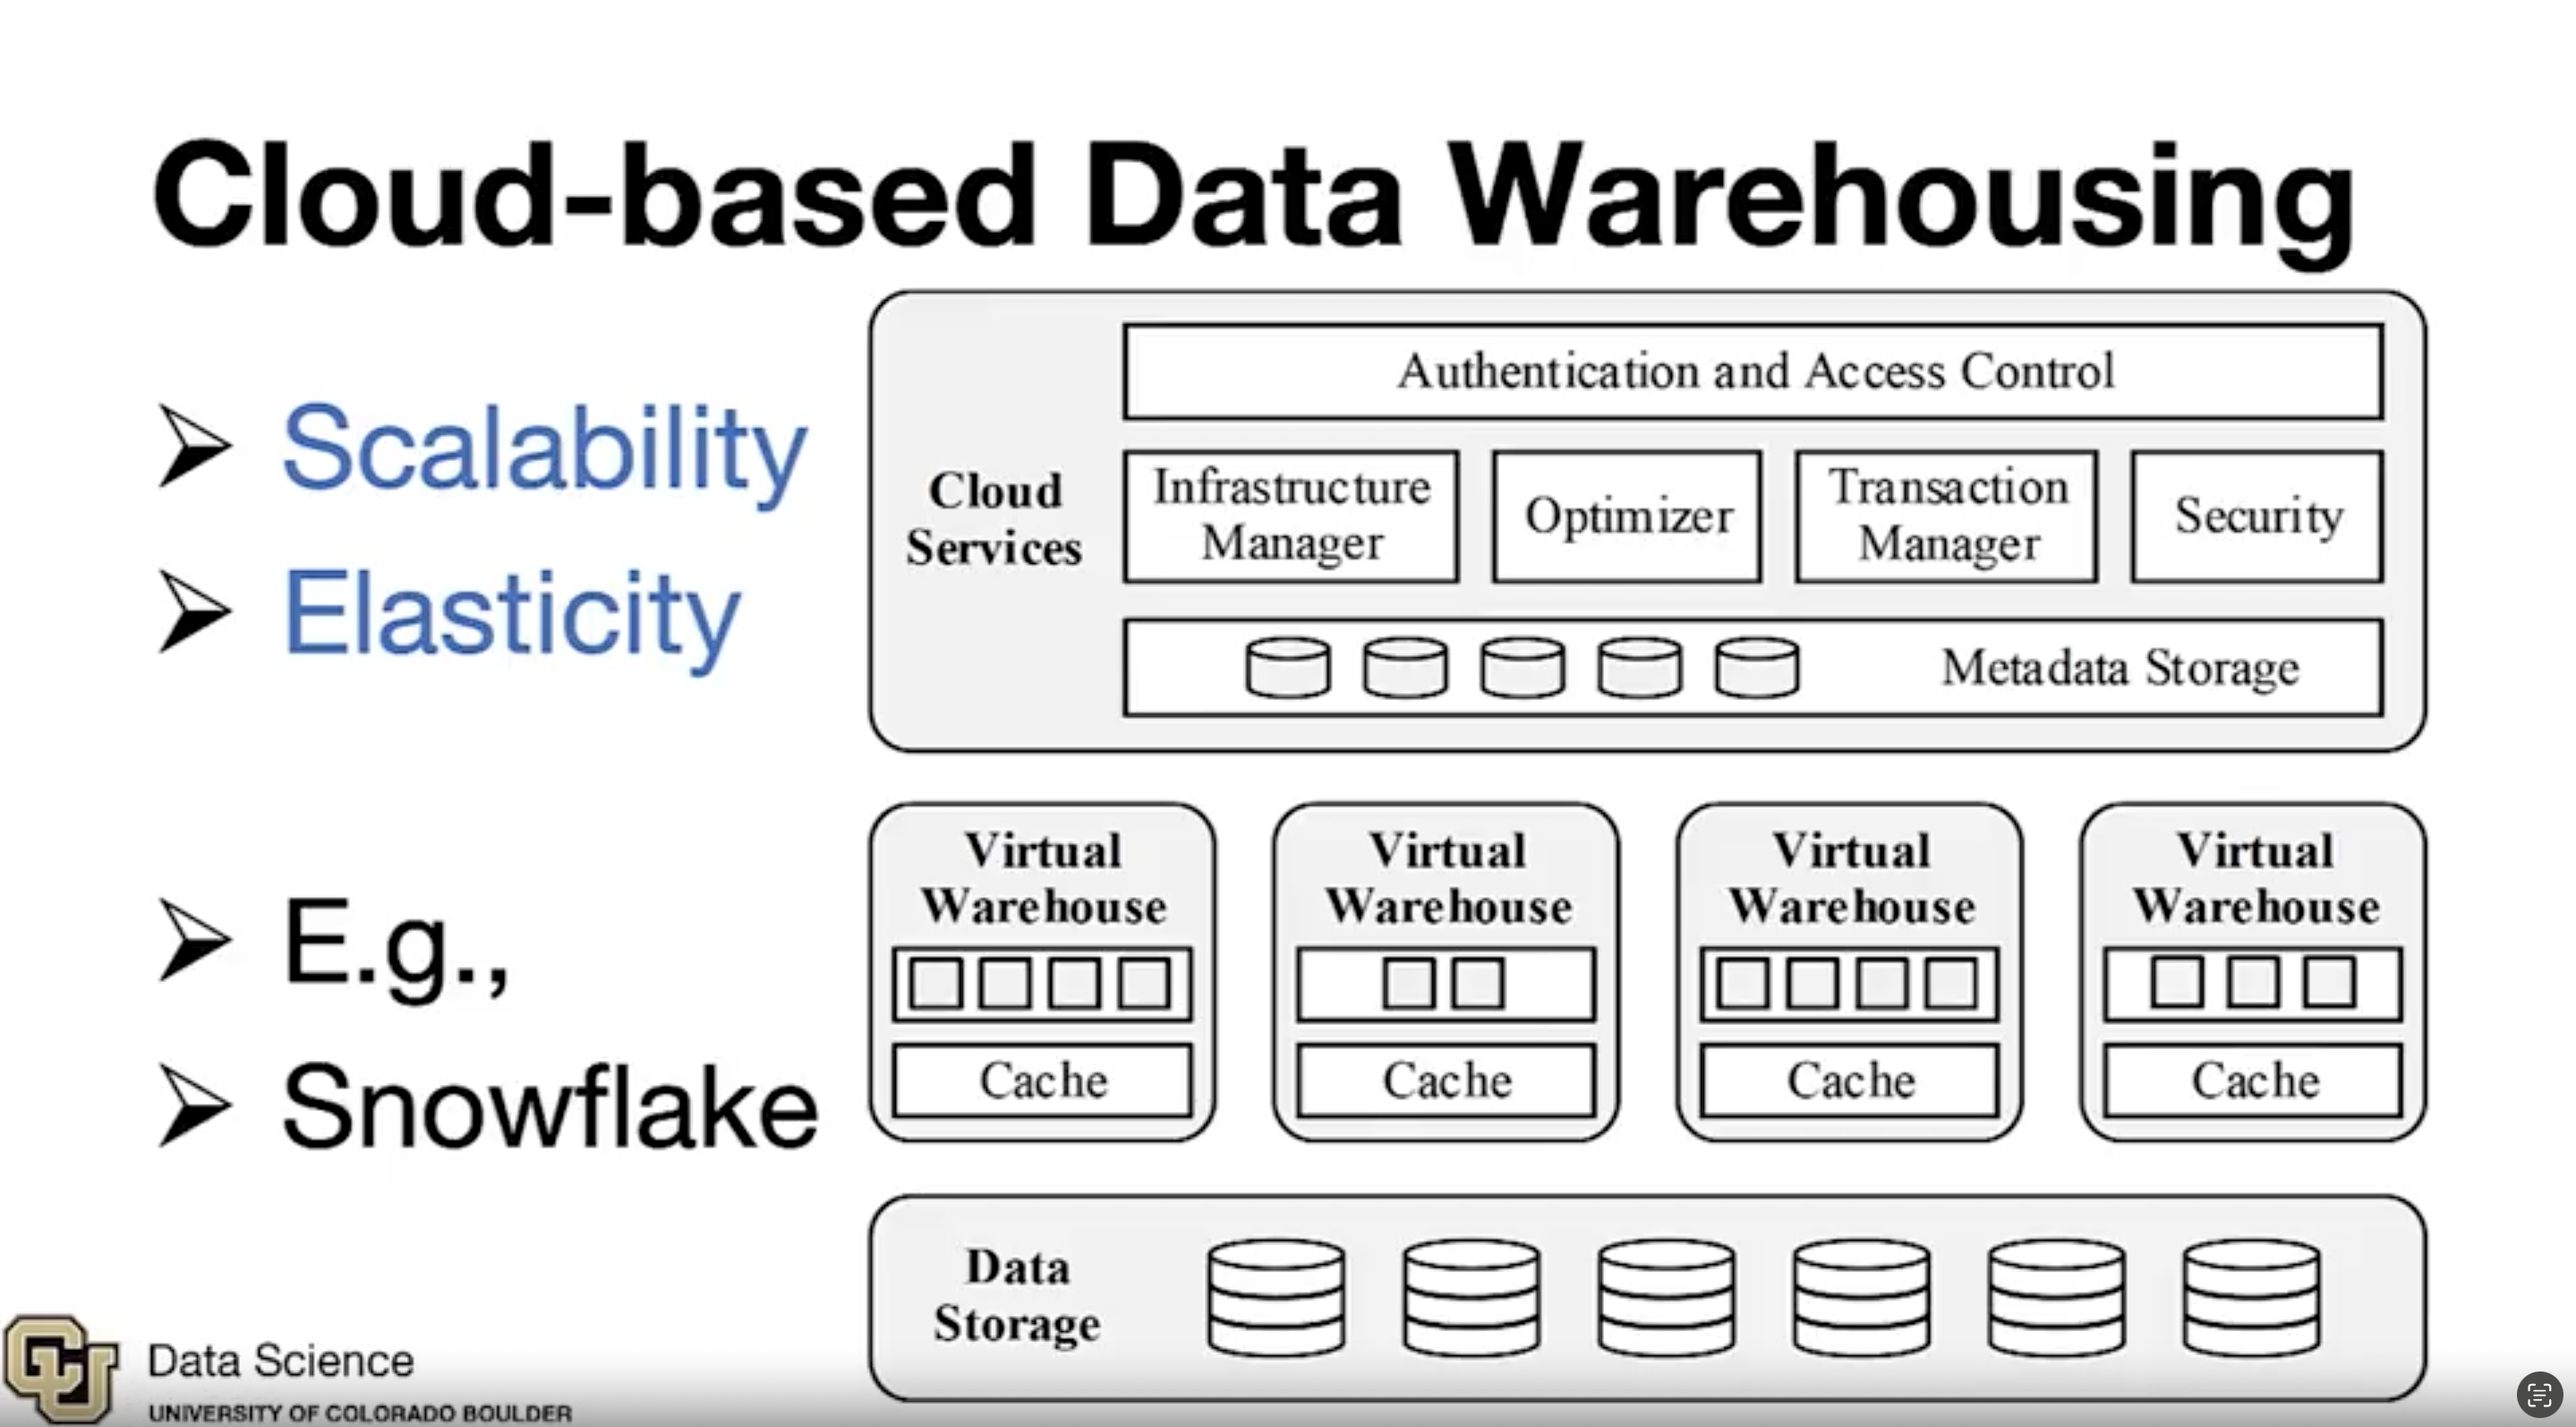 Cloud-based Data Warehousing
Scalability
Elasticity
E.g.,
Snowflake
Authentication and Access Control
Cloud
Services
Infrastructure
Manager
Optimizer
Transaction
Manager
Security
Metadata Storage
Virtual
Warehouse
Cache
Virtual
Warehouse
Cache
Virtual
Warehouse
Cache
Virtual
Warehouse
Cache
Data
Storage
CU
Data Science
UNIVERSITY OF COLORADO BOULDER